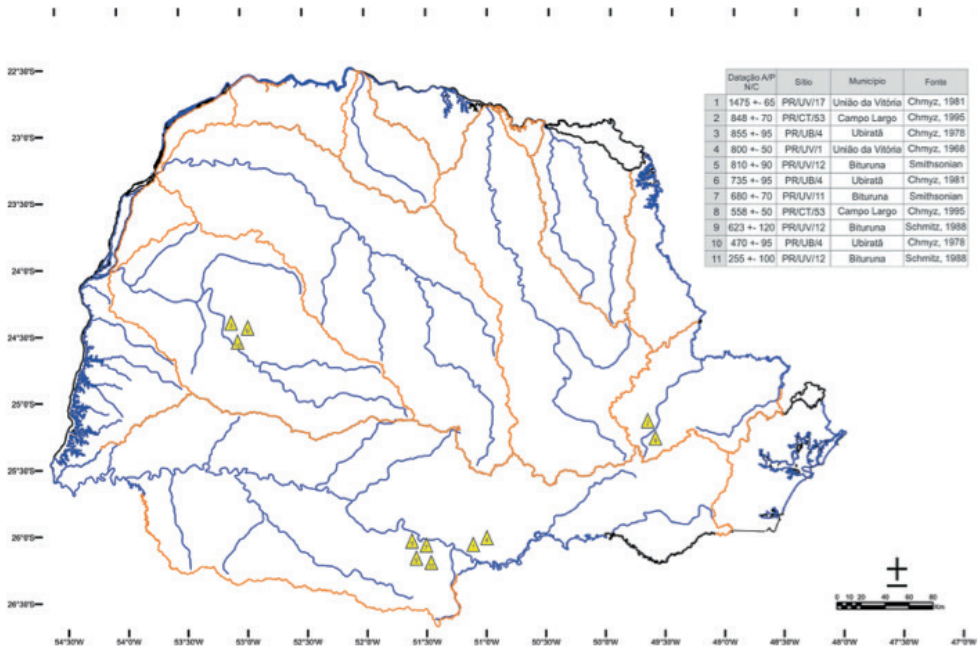 22°30'S
23°0'S
23°30'S
24°0'S
24°30'S
25°0'S
25°30'S
26°0'S
26°30'S
Datação A/P N/C Sítio Município Fonte
1 1475 +- 65 PR/UV/17 União da Vitória Chmyz, 1981
2 848 +- 70 PR/CT/53 Campo Largo Chmyz, 1995
3 855 +- 95 PR/UB/4 Ubiratã Chmyz, 1978
4 800 +- 50 PR/UV/1 União da Vitória Chmyz, 1968
5 810 +- 90 PR/UV/12 Bituruna Smithsonian
6 735 +- 95 PR/UB/4 Ubiratã Chmyz, 1981
7 680 +- 70 PR/UV/11 Bituruna Smithsonian
8 558 +- 50 PR/CT/53 Campo Largo Chmyz, 1995
9 623 +- 120 PR/UV/12 Bituruna Schmitz, 1988
10 470 +- 95 PR/UB/4 Ubiratã Chmyz, 1978
11 255 +- 100 PR/UV/12 Bituruna Schmitz, 1988
0 10 20 40 60 80
Km
54°30'W 54°0'W 53°30'W 53°0'W 52°30'W 52°0'W 51°30'W 51°0'W 50°30'W 50°0'W 49°30'W 49°0'W 48°30'W 48°0'W 47°30'W 47°0'W